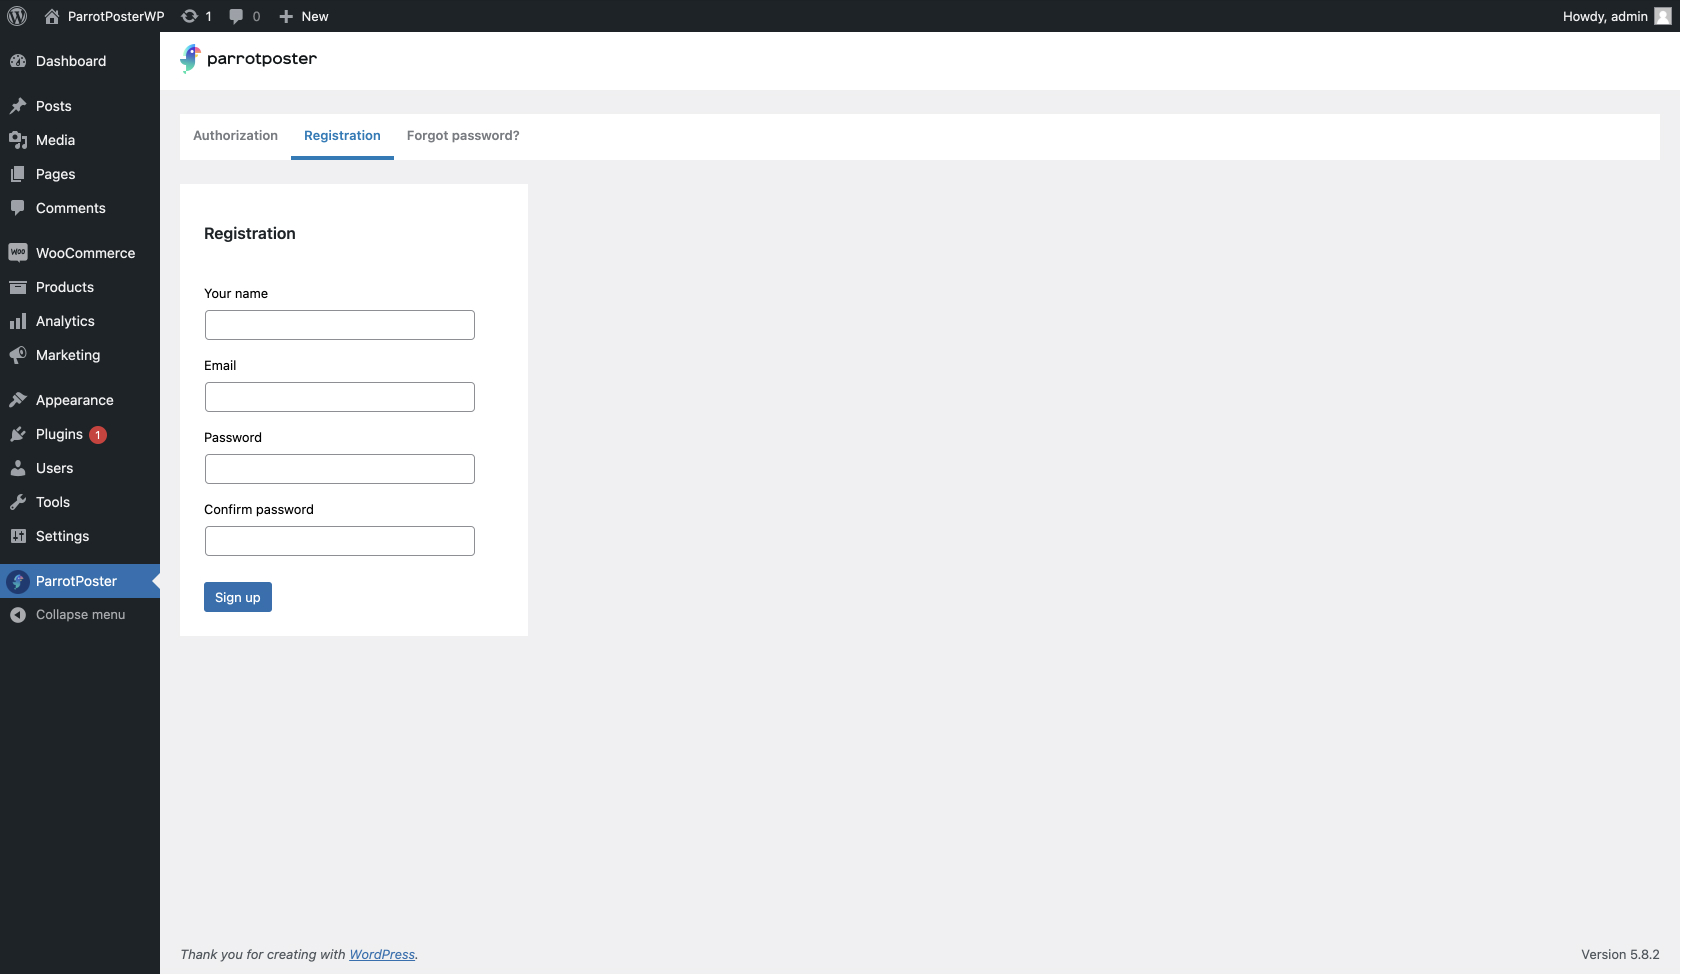 ParrotPosterWP 1 0 New Howdy, admin
Dashboard
Posts
Media
Pages
Comments
WooCommerce
Products
Analytics
Marketing
Appearance
Plugins 1
Users
Tools
Settings
ParrotPoster
Collapse menu
parrotposter
Authorization Registration Forgot password?
Registration
Your name
Email
Password
Confirm password
Sign up
Thank you for creating with WordPress.
Version 5.8.2